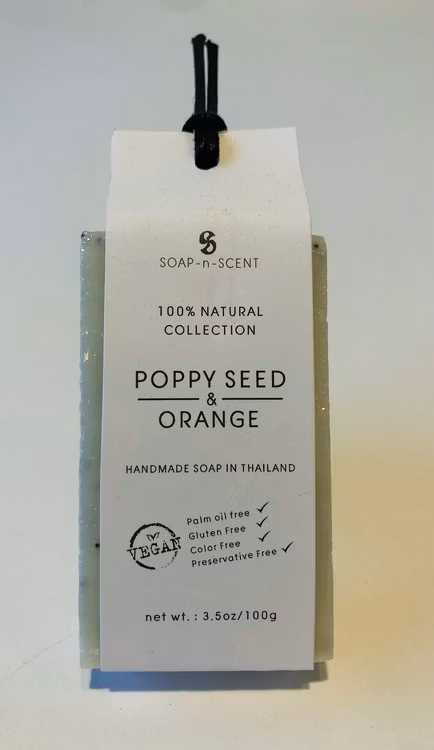 SOAP-n-SCENT
100% NATURAL
COLLECTION
POPPY SEED
&
ORANGE
HANDMADE SOAP IN THAILAND
VEGAN
Palm oil free ✓
Gluten Free ✓
Color Free ✓
Preservative Free ✓
net wt. : 3.5oz/100g